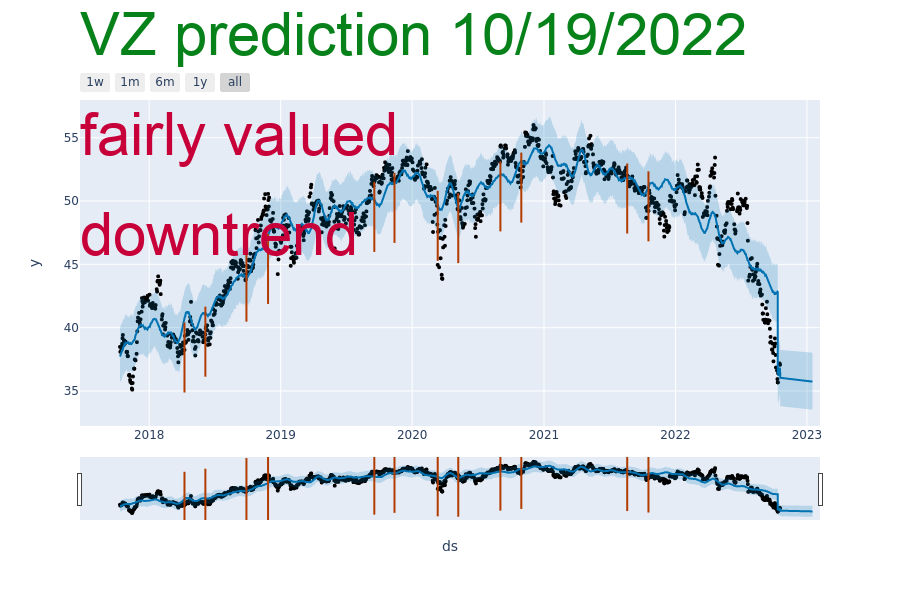 VZ prediction 10/19/2022
1w 1m 6m 1y all
fairly valued
downtrend
y
55
50
45
40
35
2018 2019 2020 2021 2022 2023
ds